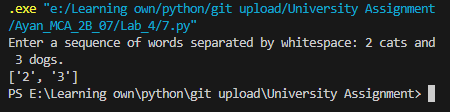 .exe "e:/Learning own/python/git upload/University Assignment
/Ayan_MCA_2B_07/Lab_4/7.py"
Enter a sequence of words separated by whitespace: 2 cats and
 3 dogs.
['2', '3']
PS E:\Learning own\python\git upload\University Assignment>